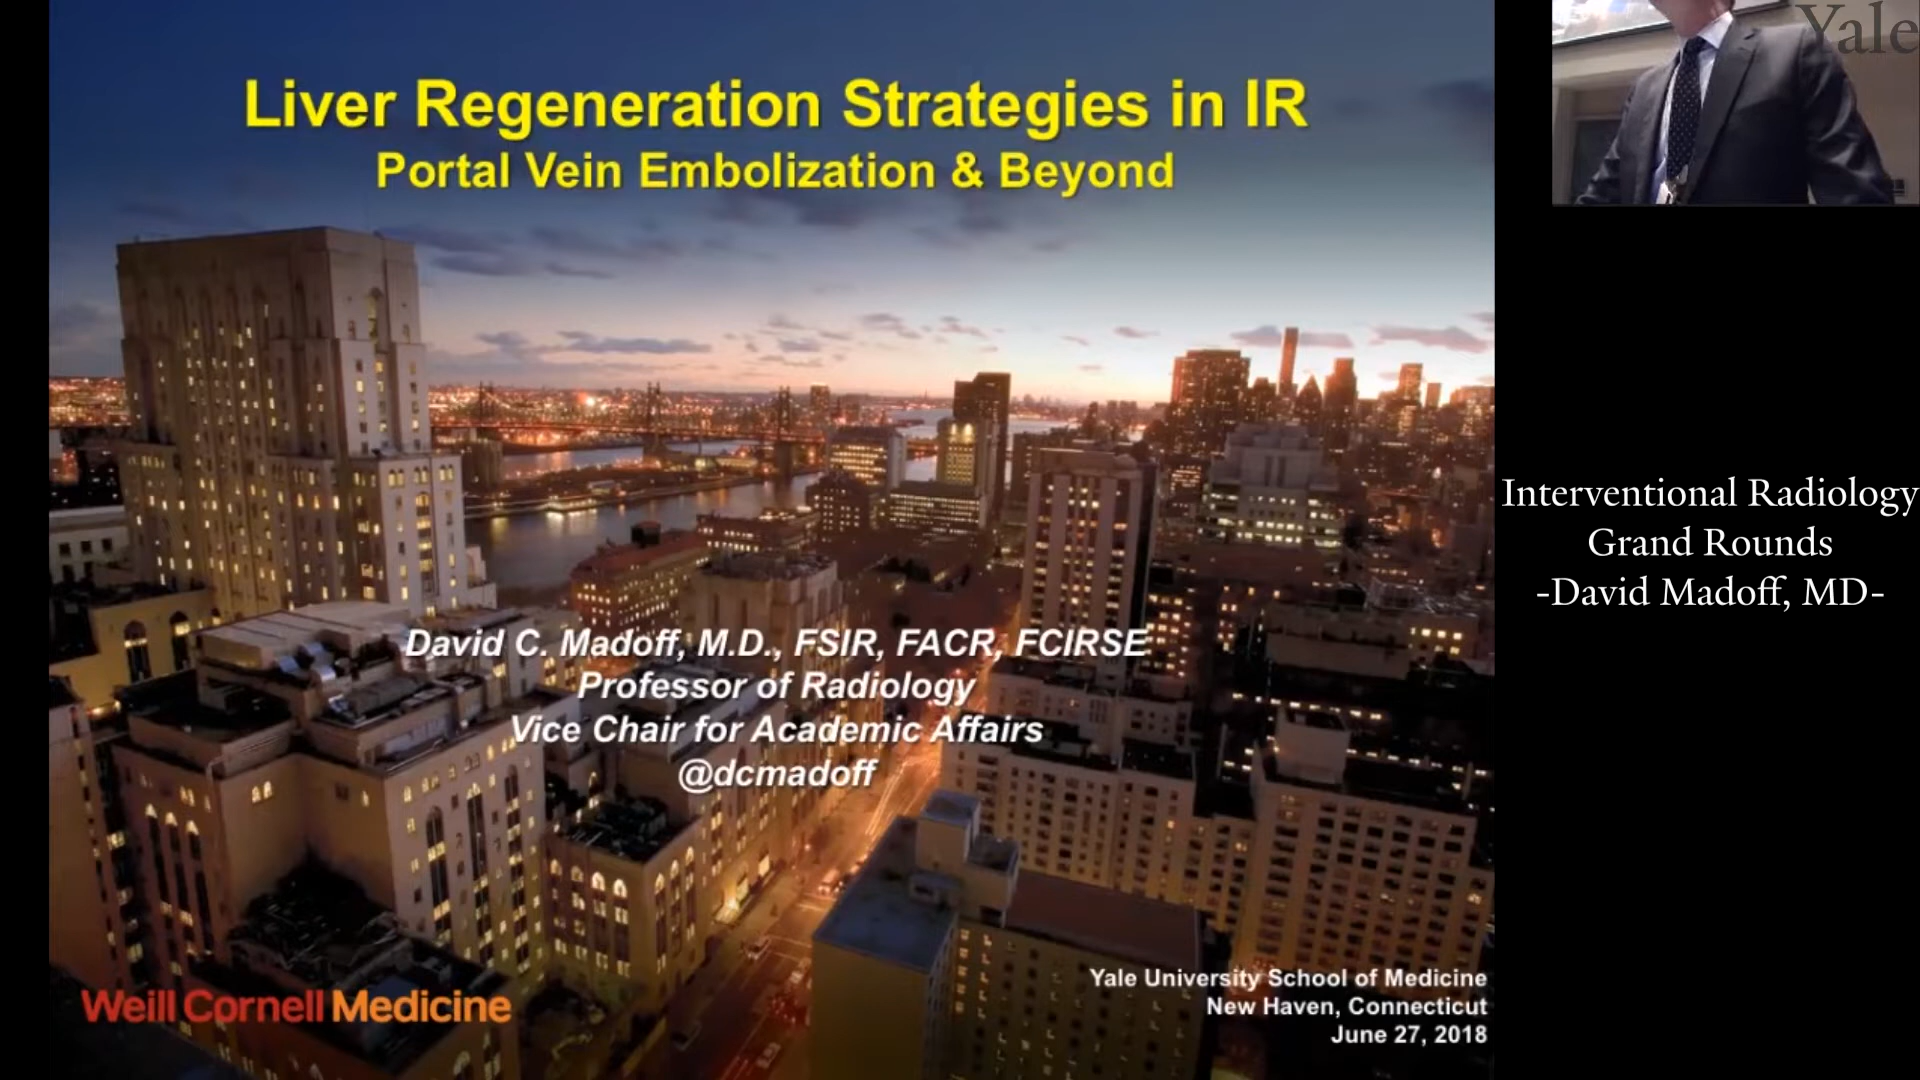 Liver Regeneration Strategies in IR
Portal Vein Embolization & Beyond
David C. Madoff, M.D., FSIR, FACR, FCIRSE
Professor of Radiology
Vice Chair for Academic Affairs
@dcmadoff
Weill Cornell Medicine
Yale University School of Medicine
New Haven, Connecticut
June 27, 2018
Yale
Interventional Radiology
Grand Rounds
-David Madoff, MD-